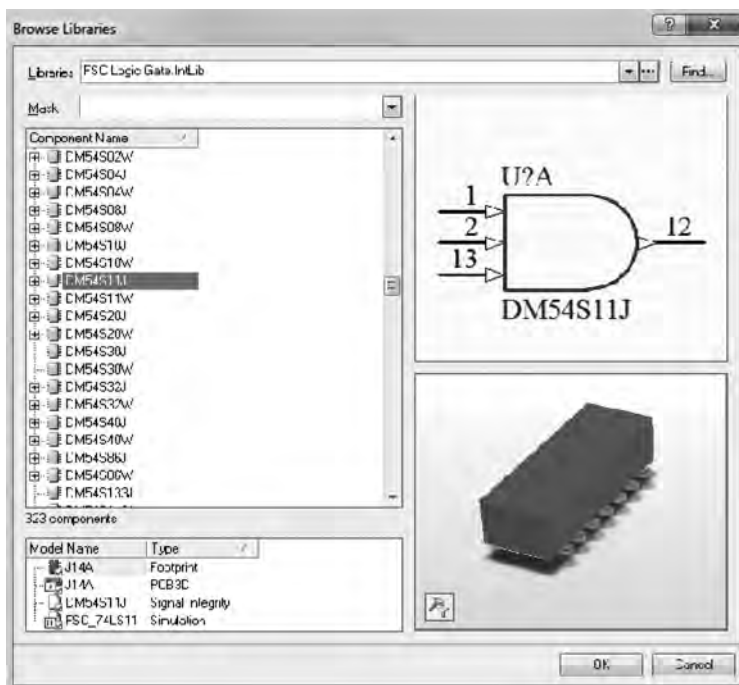 Browse Libraries
Libraries FSC Logic Gate.IntLib
Find...
Mask
Component Name
DM54S02W
DM54S04J
DM54S04W
DM54S08J
DM54S08W
DM54S10J
DM54S10W
DM54S11J
DM54S11W
DM54S20J
DM54S20W
DM54S30J
DM54S30W
DM54S32J
DM54S32W
DM54S40J
DM54S40W
DM54S86J
DM54S133J
323 components
U?A
1
2
13
12
DM54S11J
Model Name Type
J14A Footprint
J14A PCB3D
DM54S11J Signal Integrity
FSC_74LS11 Simulation
OK Cancel